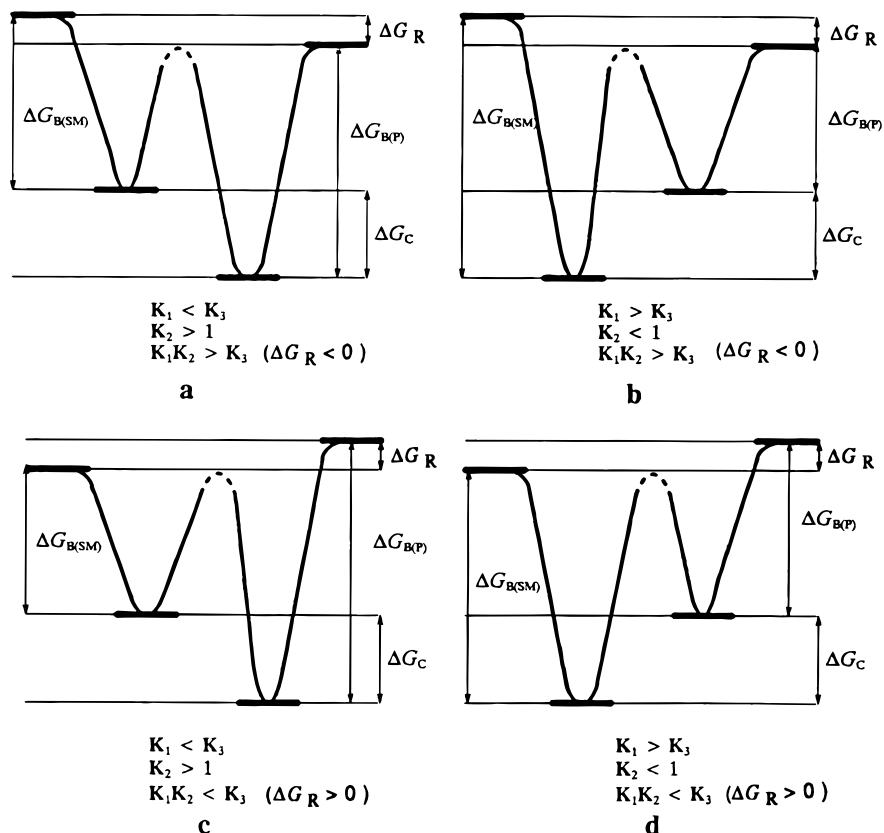 ΔG R
ΔG B(SM)
ΔG B(P)
ΔG C
K₁ < K₃
K₂ > 1
K₁K₂ > K₃ (ΔG R < 0)
a
ΔG R
ΔG B(SM)
ΔG B(P)
ΔG C
K₁ > K₃
K₂ < 1
K₁K₂ > K₃ (ΔG R < 0)
b
ΔG R
ΔG B(SM)
ΔG B(P)
ΔG C
K₁ < K₃
K₂ > 1
K₁K₂ < K₃ (ΔG R > 0)
c
ΔG R
ΔG B(P)
ΔG B(SM)
ΔG C
K₁ > K₃
K₂ < 1
K₁K₂ < K₃ (ΔG R > 0)
d